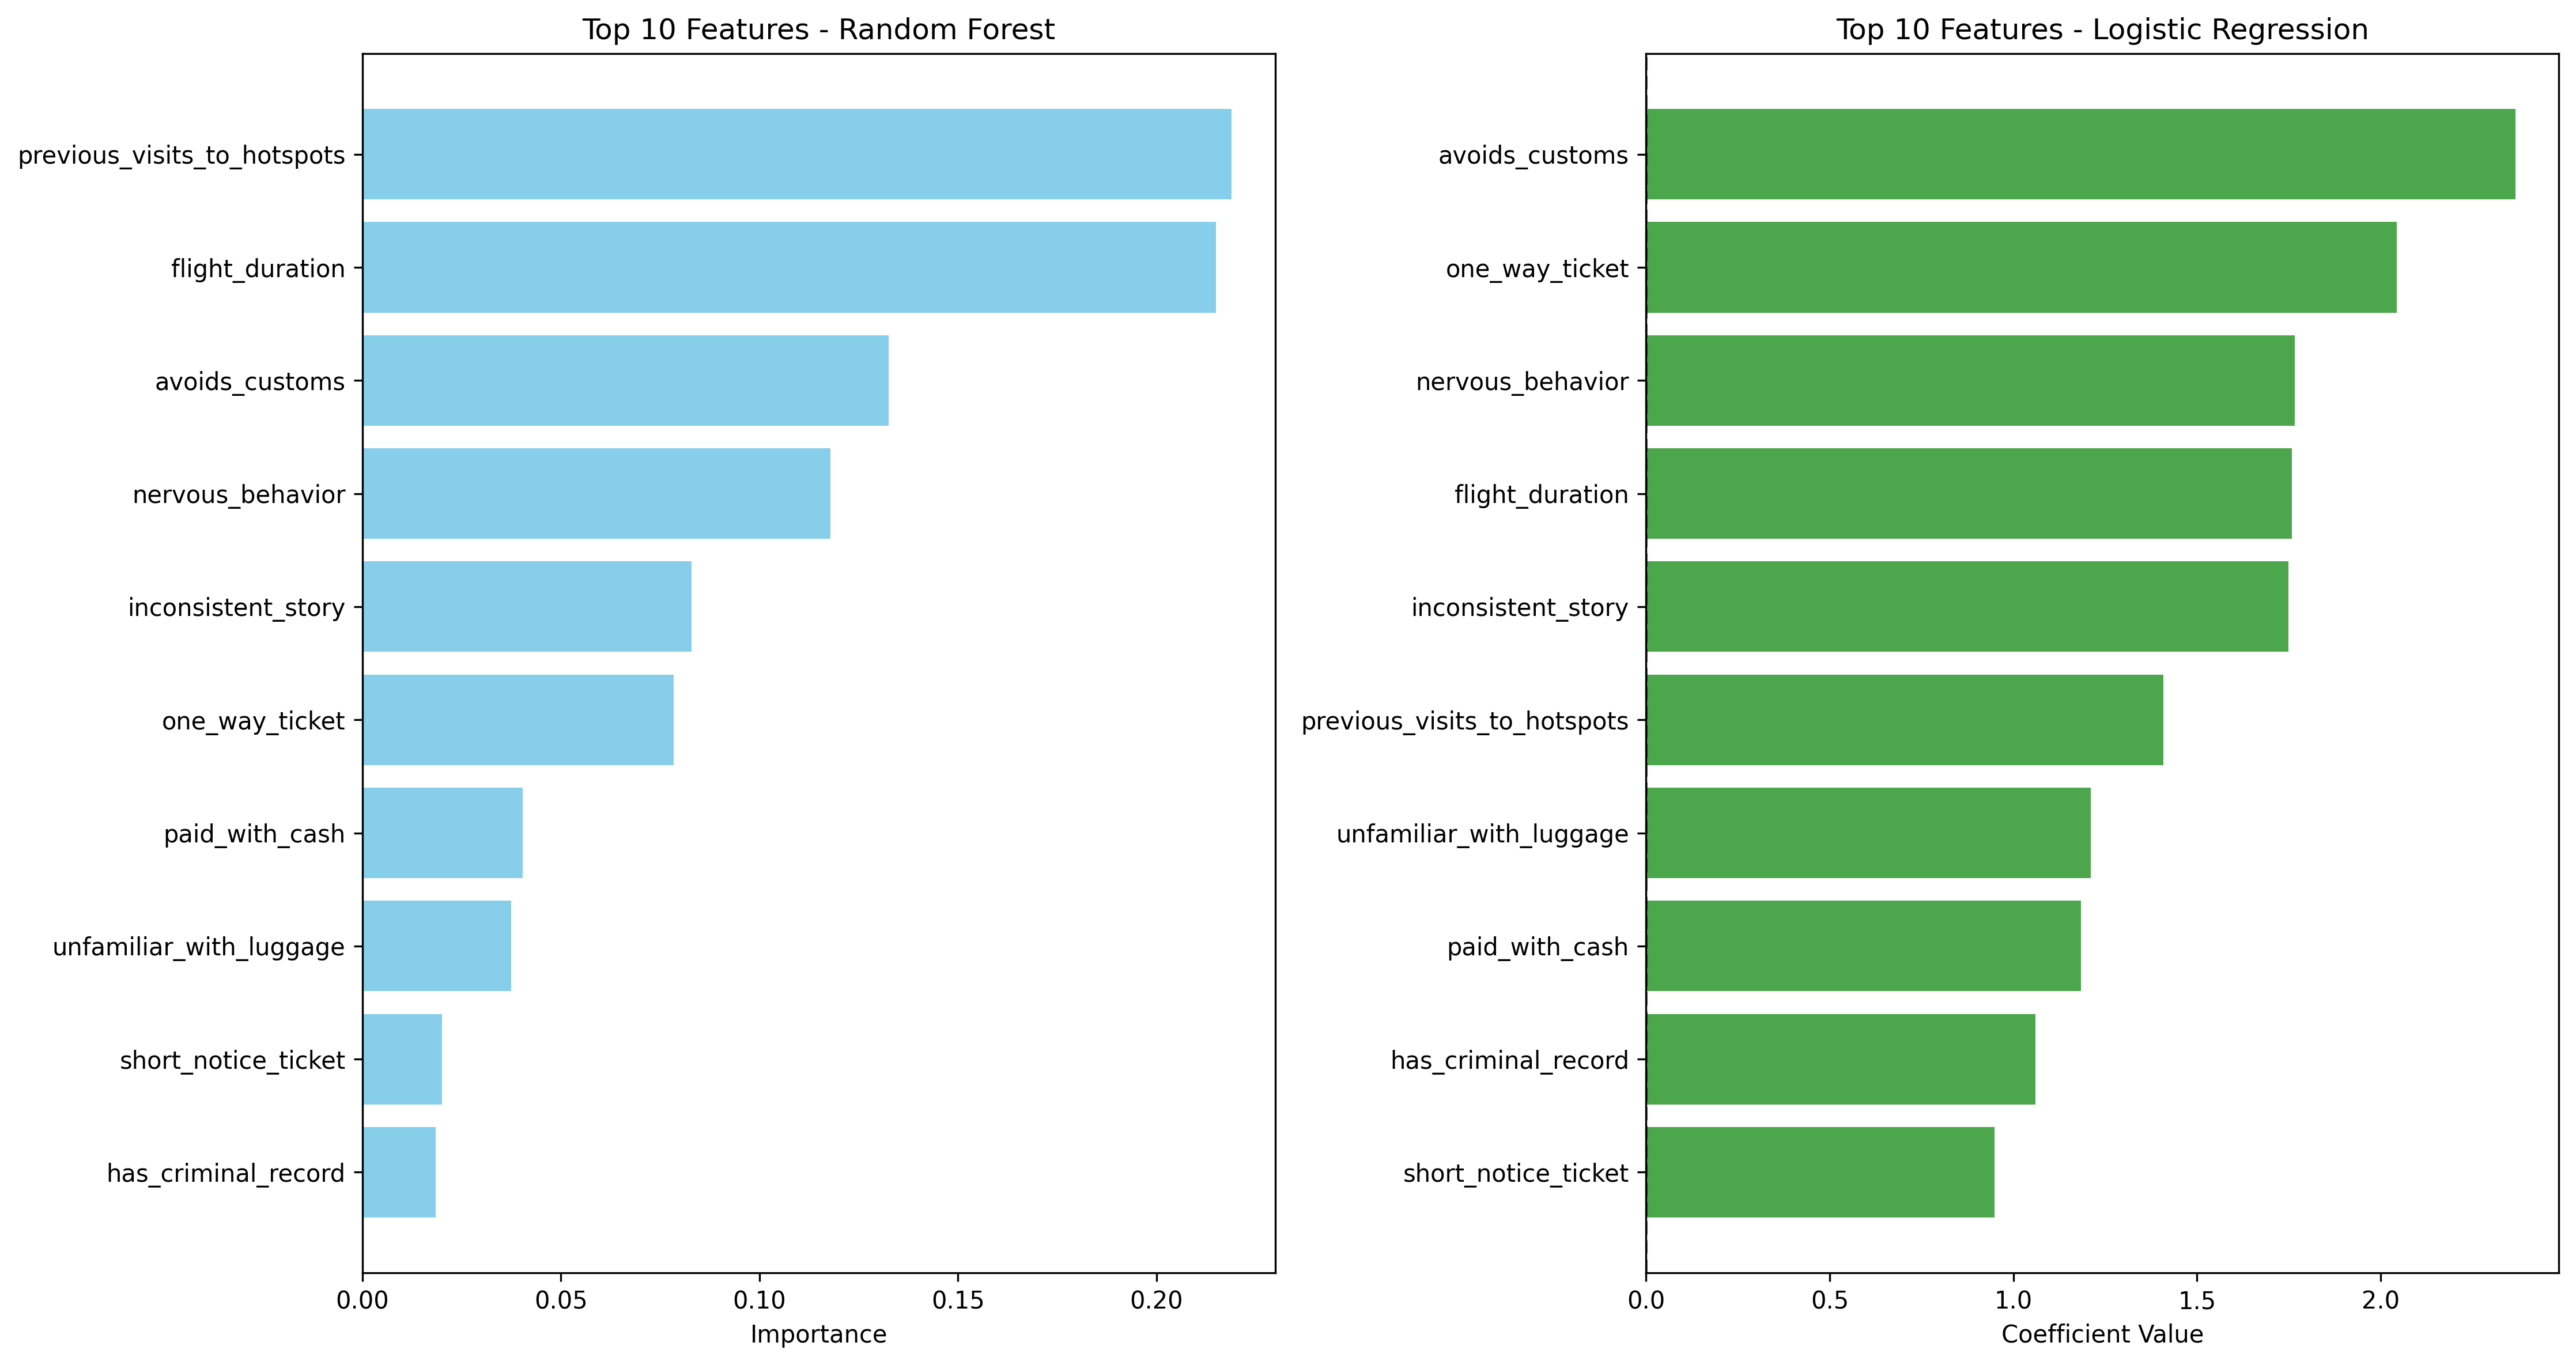 Top 10 Features - Random Forest
previous_visits_to_hotspots
flight_duration
avoids_customs
nervous_behavior
inconsistent_story
one_way_ticket
paid_with_cash
unfamiliar_with_luggage
short_notice_ticket
has_criminal_record
0.00 0.05 0.10 0.15 0.20
Importance
Top 10 Features - Logistic Regression
avoids_customs
one_way_ticket
nervous_behavior
flight_duration
inconsistent_story
previous_visits_to_hotspots
unfamiliar_with_luggage
paid_with_cash
has_criminal_record
short_notice_ticket
0.0 0.5 1.0 1.5 2.0
Coefficient Value